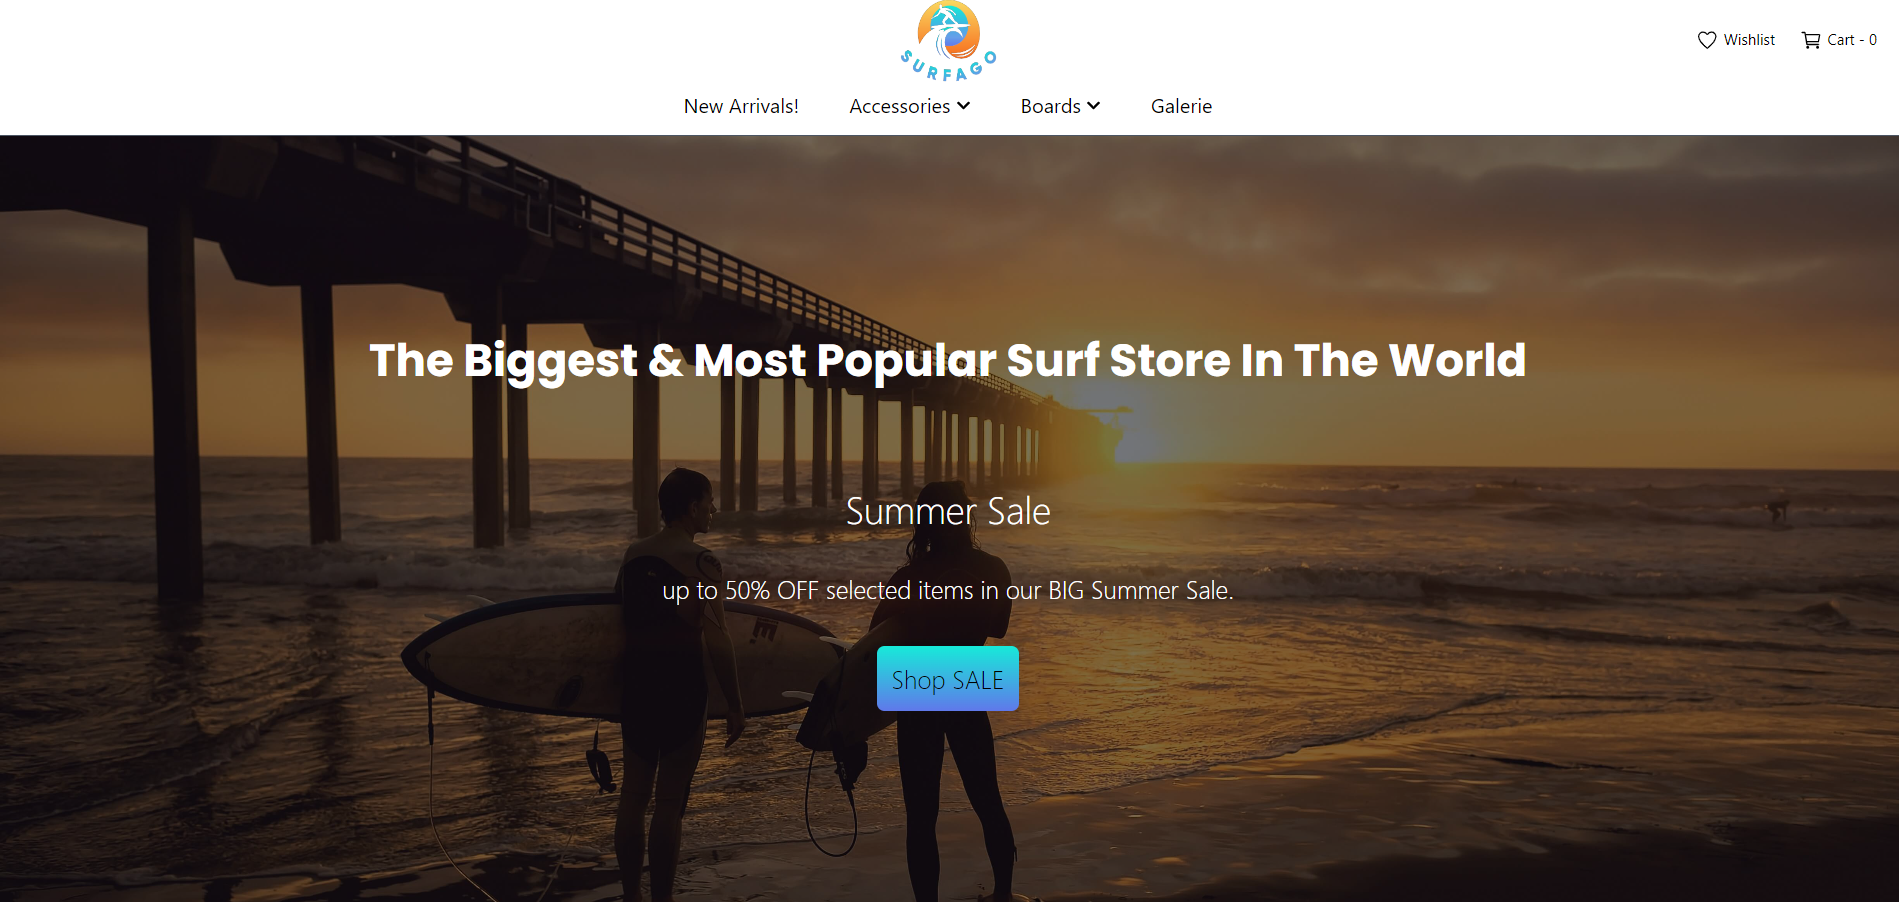 SURFAGO
Wishlist
Cart - 0
New Arrivals!
Accessories
Boards
Galerie
The Biggest & Most Popular Surf Store In The World
Summer Sale
up to 50% OFF selected items in our BIG Summer Sale.
Shop SALE